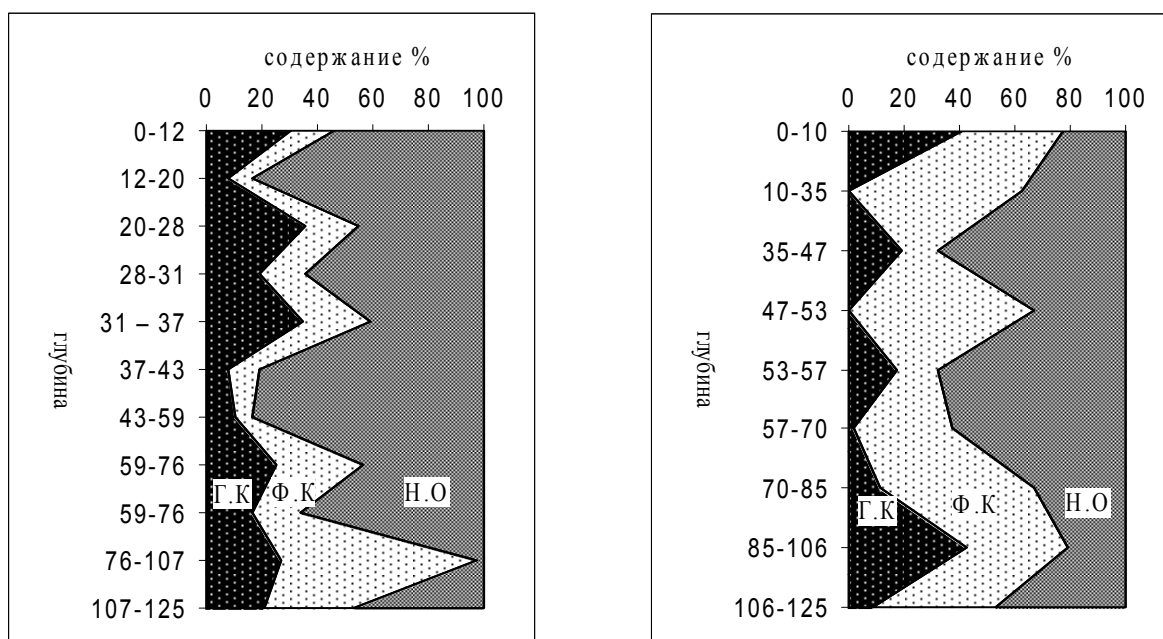 содержание %
0 20 40 60 80 100
0-12
12-20
20-28
28-31
31 – 37
37-43
43-59
59-76
59-76
76-107
107-125
глубина
Г.К Ф.К Н.О
содержание %
0 20 40 60 80 100
0-10
10-35
35-47
47-53
53-57
57-70
70-85
85-106
106-125
глубина
Г.К Ф.К Н.О